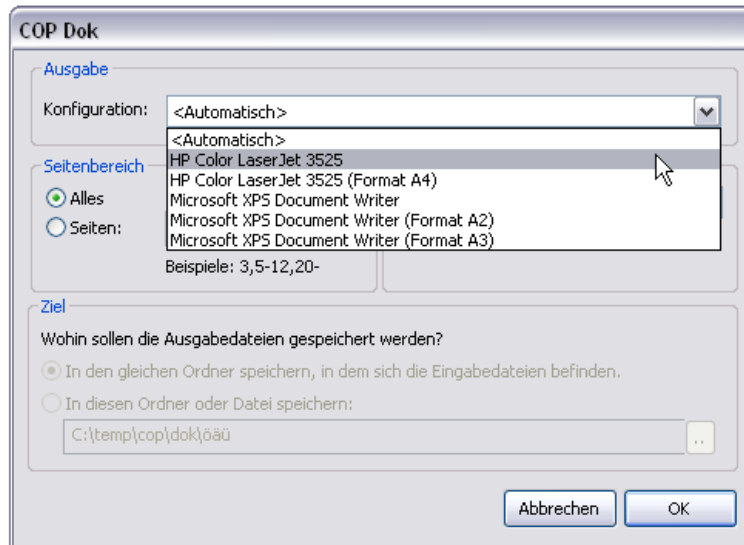 COP Dok
Ausgabe
Konfiguration:
<Automatisch>
<Automatisch>
HP Color LaserJet 3525
HP Color LaserJet 3525 (Format A4)
Microsoft XPS Document Writer
Microsoft XPS Document Writer (Format A2)
Microsoft XPS Document Writer (Format A3)
Seitenbereich
Alles
Seiten:
Beispiele: 3,5-12,20-
Ziel
Wohin sollen die Ausgabedateien gespeichert werden?
In den gleichen Ordner speichern, in dem sich die Eingabedateien befinden.
In diesen Ordner oder Datei speichern:
C:\temp\cop\dok\öäü
..
Abbrechen
OK